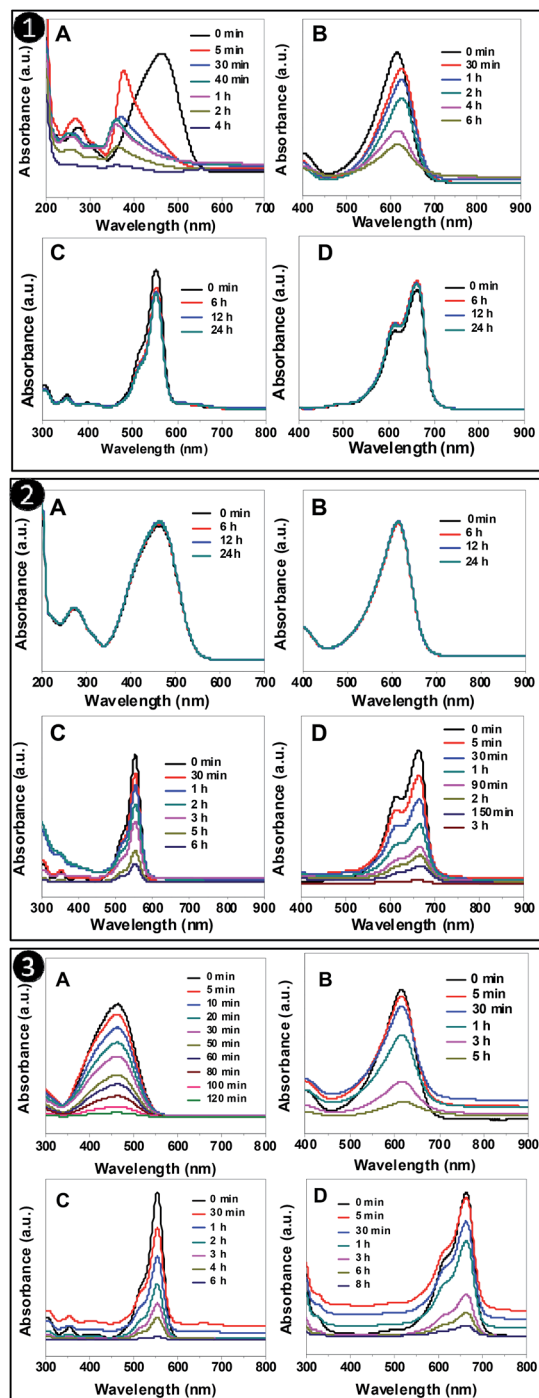 1
A
Absorbance (a.u.)
0 min
5 min
30 min
40 min
1 h
2 h
4 h
200 300 400 500 600 700
Wavelength (nm)
B
Absorbance (a.u.)
0 min
30 min
1 h
2 h
4 h
6 h
400 500 600 700 800 900
Wavelength (nm)
C
Absorbance (a.u.)
0 min
6 h
12 h
24 h
300 400 500 600 700 800
Wavelength (nm)
D
Absorbance (a.u.)
0 min
6 h
12 h
24 h
400 500 600 700 800 900
Wavelength (nm)
2
A
Absorbance (a.u.)
0 min
6 h
12 h
24 h
200 300 400 500 600 700
Wavelength (nm)
B
Absorbance (a.u.)
0 min
6 h
12 h
24 h
400 500 600 700 800 900
Wavelength (nm)
C
Absorbance (a.u.)
0 min
30 min
1 h
2 h
3 h
5 h
6 h
300 400 500 600 700 800 900
Wavelength (nm)
D
Absorbance (a.u.)
0 min
5 min
30 min
1 h
90 min
2 h
150 min
3 h
400 500 600 700 800 900
Wavelength (nm)
3
A
Absorbance (a.u.)
0 min
5 min
10 min
20 min
30 min
50 min
60 min
80 min
100 min
120 min
300 400 500 600 700 800
Wavelength (nm)
B
Absorbance (a.u.)
0 min
5 min
30 min
1 h
3 h
5 h
400 500 600 700 800 900
Wavelength (nm)
C
Absorbance (a.u.)
0 min
30 min
1 h
2 h
3 h
4 h
6 h
300 400 500 600 700 800 900
Wavelength (nm)
D
Absorbance (a.u.)
0 min
5 min
30 min
1 h
3 h
6 h
8 h
300 400 500 600 700 800
Wavelength (nm)